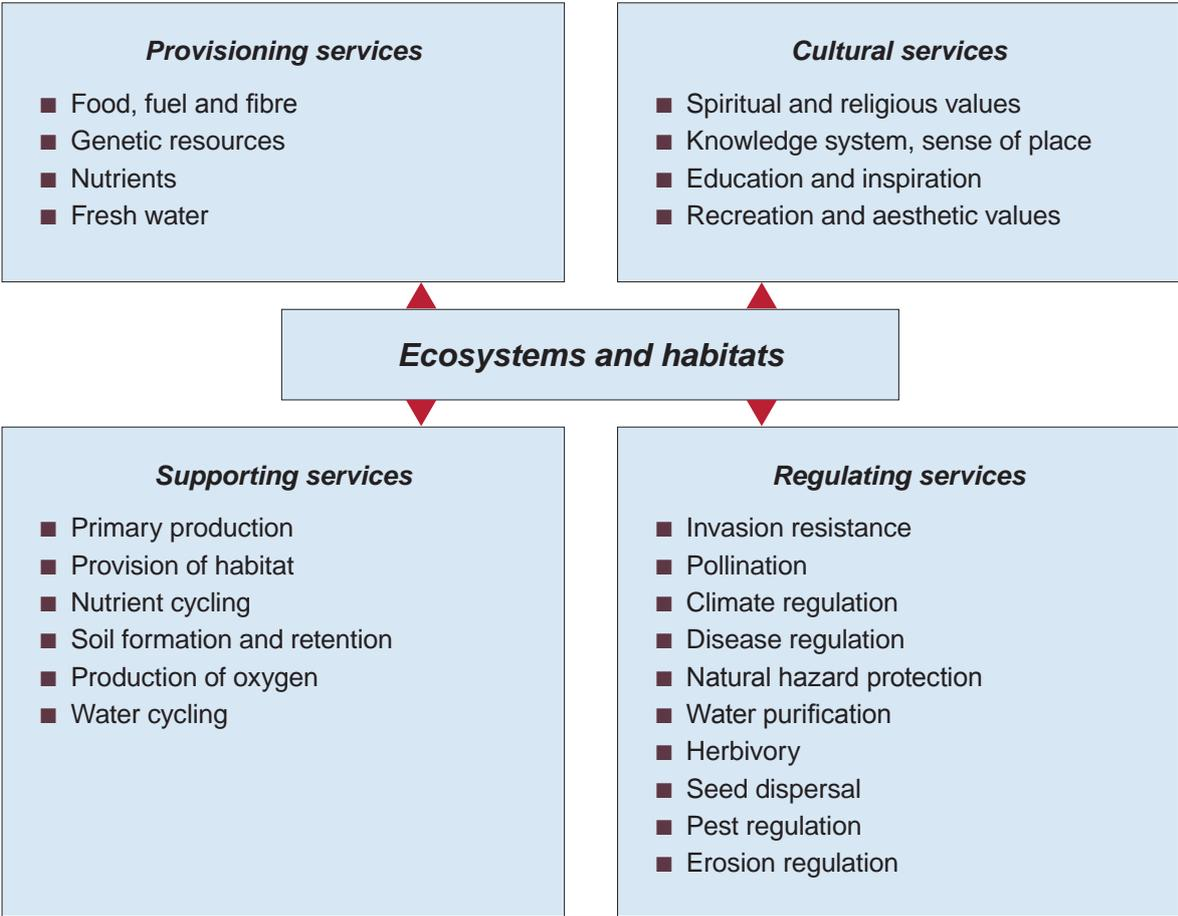 Provisioning services
■ Food, fuel and fibre
■ Genetic resources
■ Nutrients
■ Fresh water
Cultural services
■ Spiritual and religious values
■ Knowledge system, sense of place
■ Education and inspiration
■ Recreation and aesthetic values
Ecosystems and habitats
Supporting services
■ Primary production
■ Provision of habitat
■ Nutrient cycling
■ Soil formation and retention
■ Production of oxygen
■ Water cycling
Regulating services
■ Invasion resistance
■ Pollination
■ Climate regulation
■ Disease regulation
■ Natural hazard protection
■ Water purification
■ Herbivory
■ Seed dispersal
■ Pest regulation
■ Erosion regulation